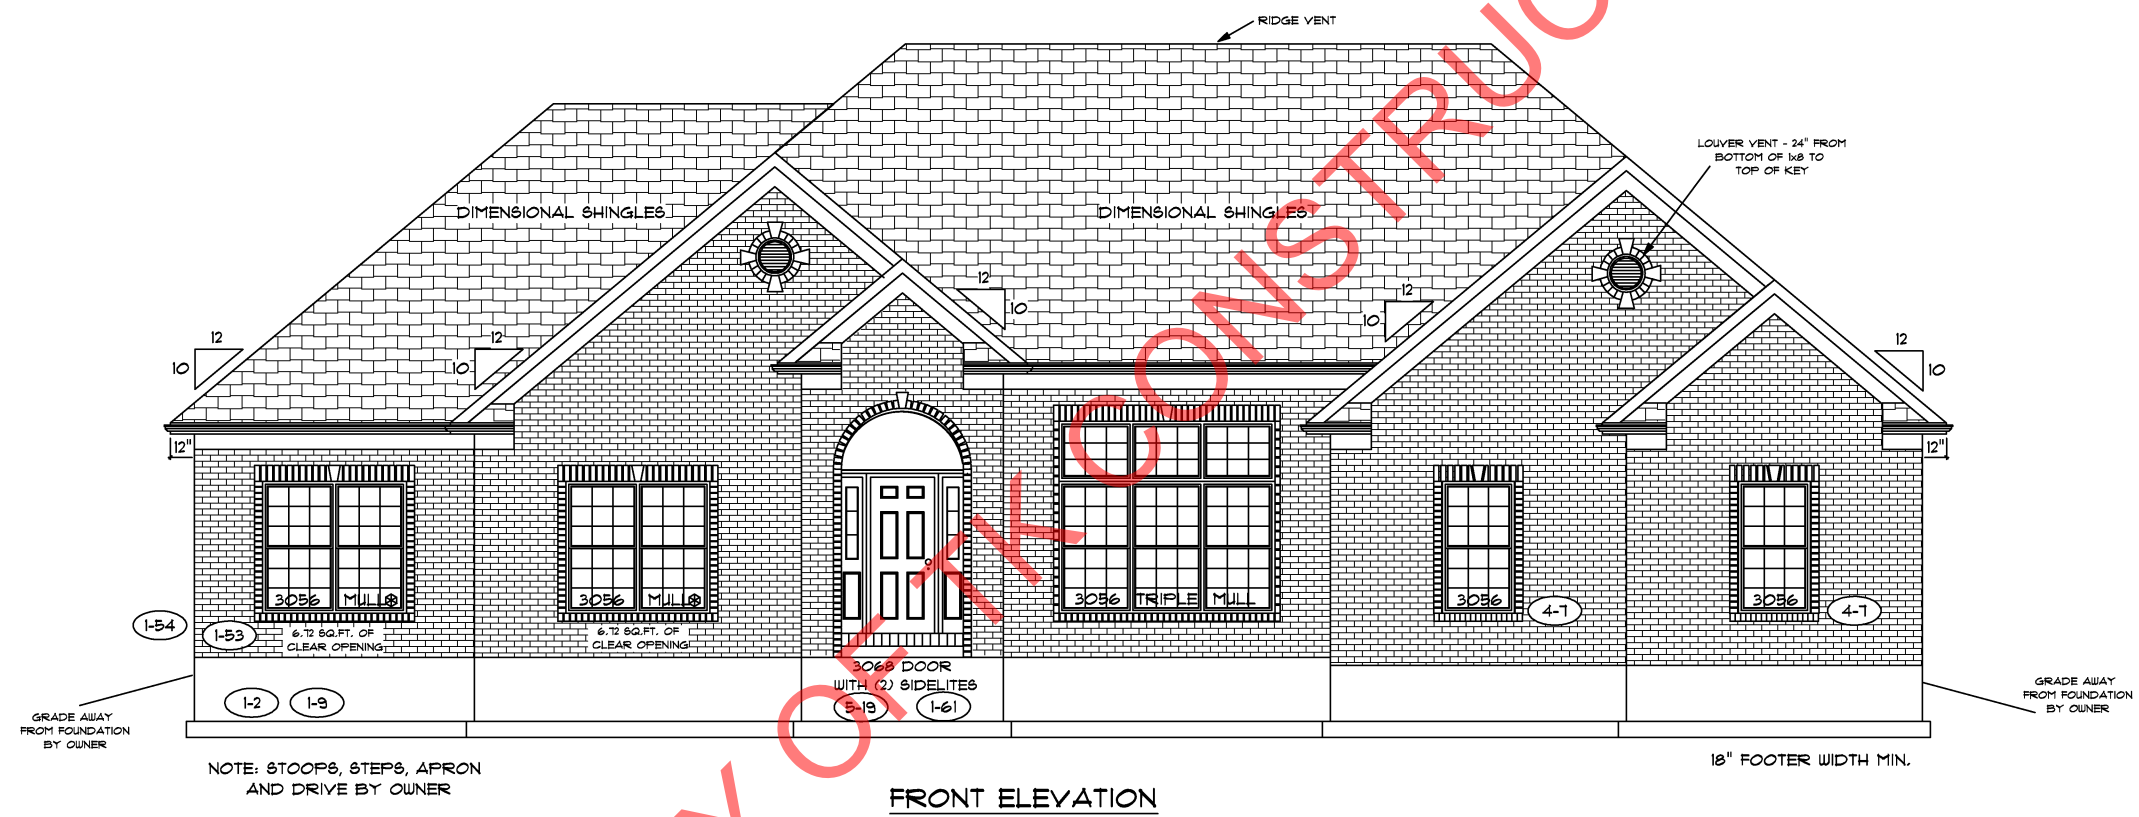 RIDGE VENT
LOUVER VENT - 24" FROM
BOTTOM OF 1x8 TO
TOP OF KEY
DIMENSIONAL SHINGLES
DIMENSIONAL SHINGLES
12
10
12
10
12
10
12
10
12
10
12"
12"
3056 MULL
3056 MULL
3056 TRIPLE MULL
3056
3056
4-7
4-7
1-54
1-53
6.72 SQ.FT. OF
CLEAR OPENING
6.72 SQ.FT. OF
CLEAR OPENING
3068 DOOR
WITH (2) SIDELITES
5-19
1-61
1-2
1-9
GRADE AWAY
FROM FOUNDATION
BY OWNER
GRADE AWAY
FROM FOUNDATION
BY OWNER
NOTE: STOOPS, STEPS, APRON
AND DRIVE BY OWNER
18" FOOTER WIDTH MIN.
FRONT ELEVATION
Y OF TK CONSTRUC